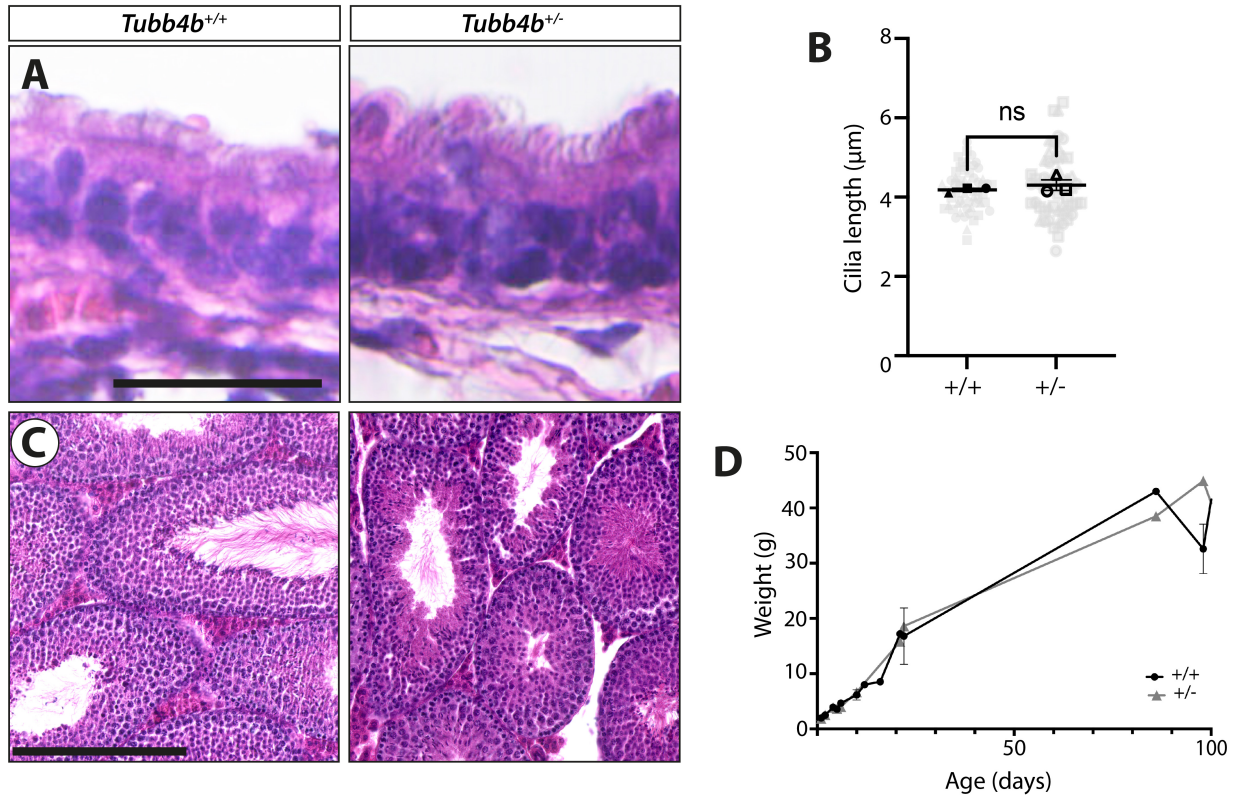 Tubb4b+/+
Tubb4b+/-
A
B
8
6
4
2
0
Cilia length (µm)
ns
+/+
+/-
C
D
50
40
30
20
10
0
Weight (g)
+/+
+/-
50
100
Age (days)